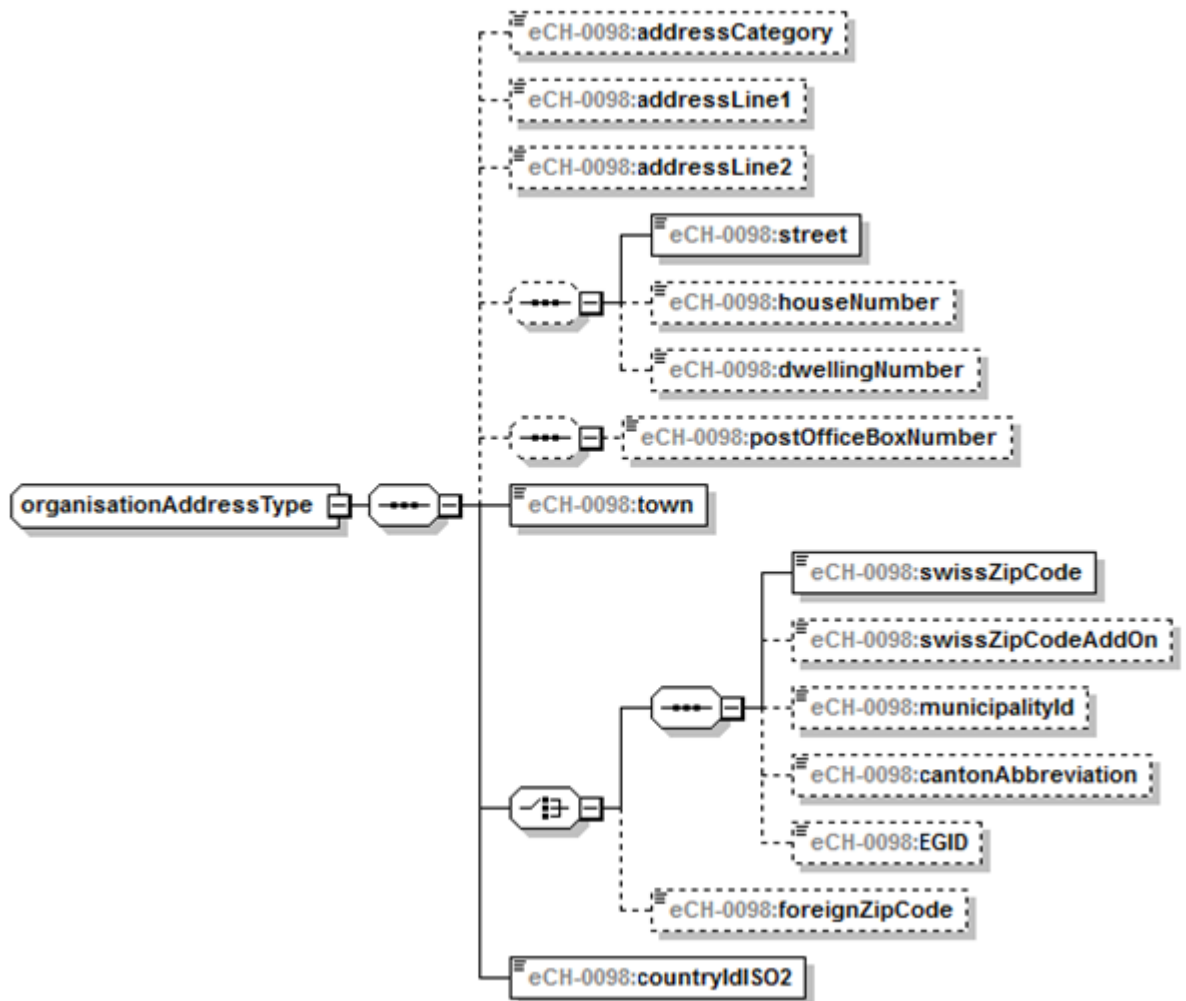 eCH-0098:addressCategory
eCH-0098:addressLine1
eCH-0098:addressLine2
eCH-0098:street
eCH-0098:houseNumber
eCH-0098:dwellingNumber
eCH-0098:postOfficeBoxNumber
organisationAddressType
eCH-0098:town
eCH-0098:swissZipCode
eCH-0098:swissZipCodeAddOn
eCH-0098:municipalityId
eCH-0098:cantonAbbreviation
eCH-0098:EGID
eCH-0098:foreignZipCode
eCH-0098:countryIdISO2